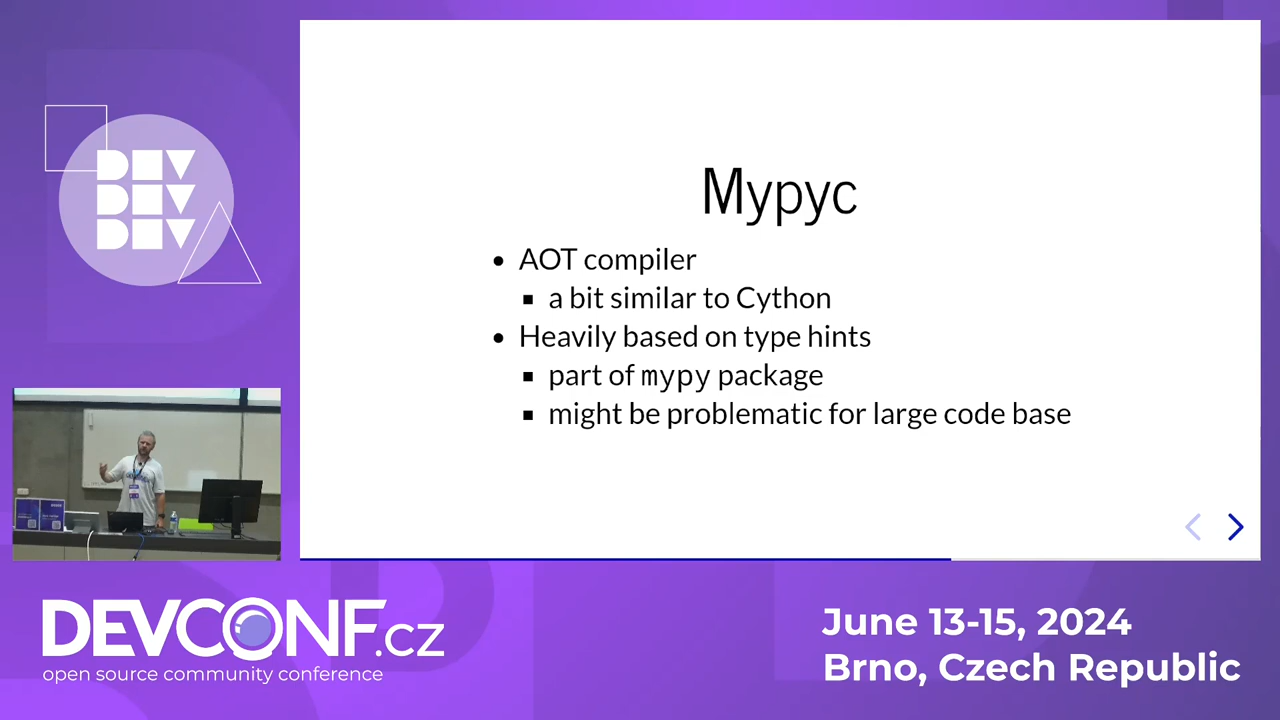 DEV
DEV
DEV
Mypyc
AOT compiler
a bit similar to Cython
Heavily based on type hints
part of mypy package
might be problematic for large code base
DEVCONF.cz
open source community conference
June 13-15, 2024
Brno, Czech Republic